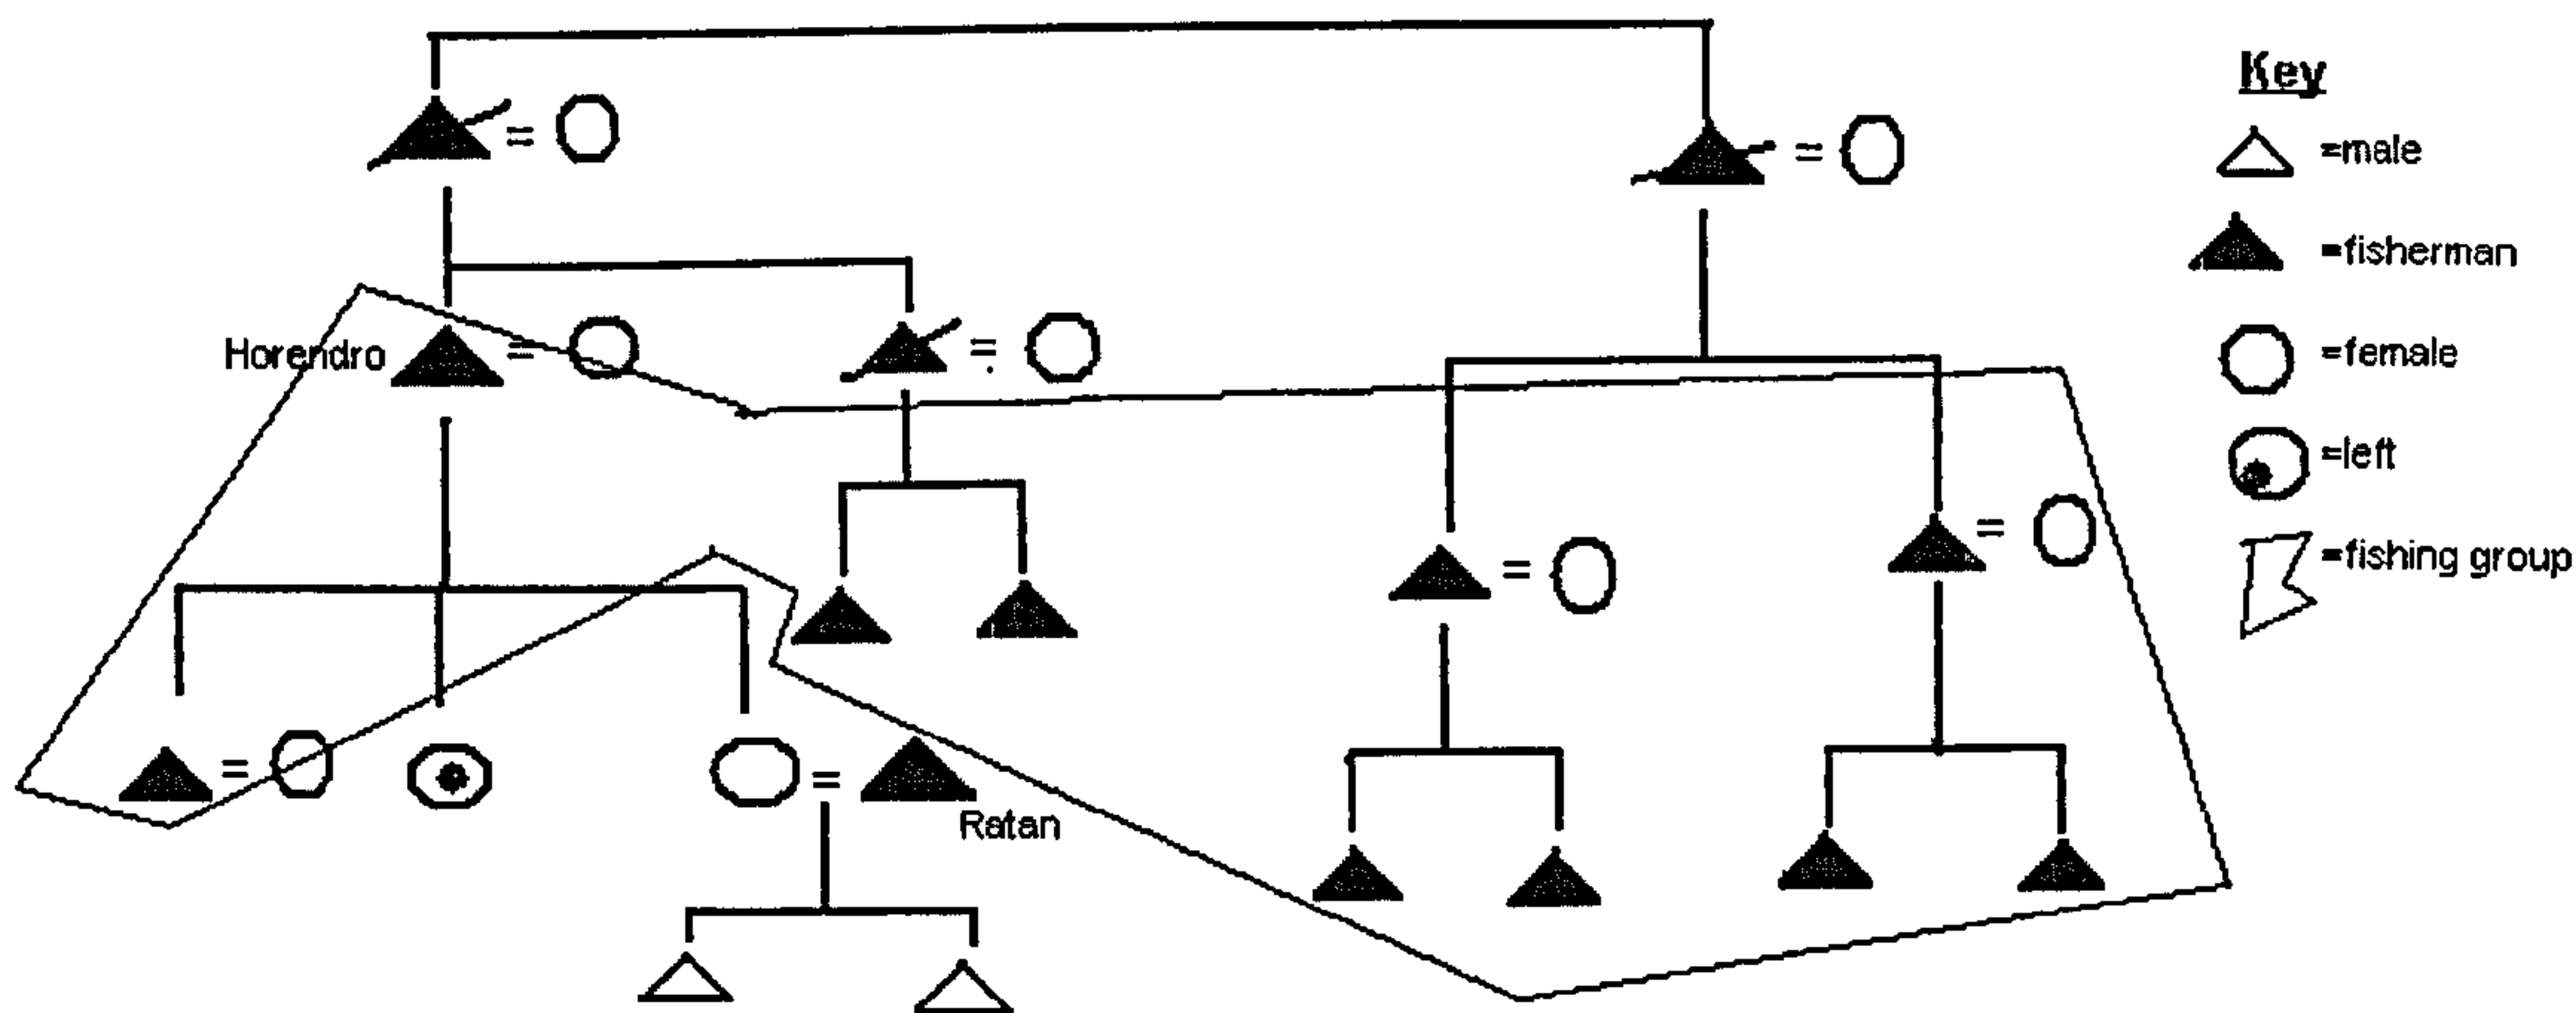 Key
=male
=fisherman
=female
=left
=fishing group
Horendro
Ratan